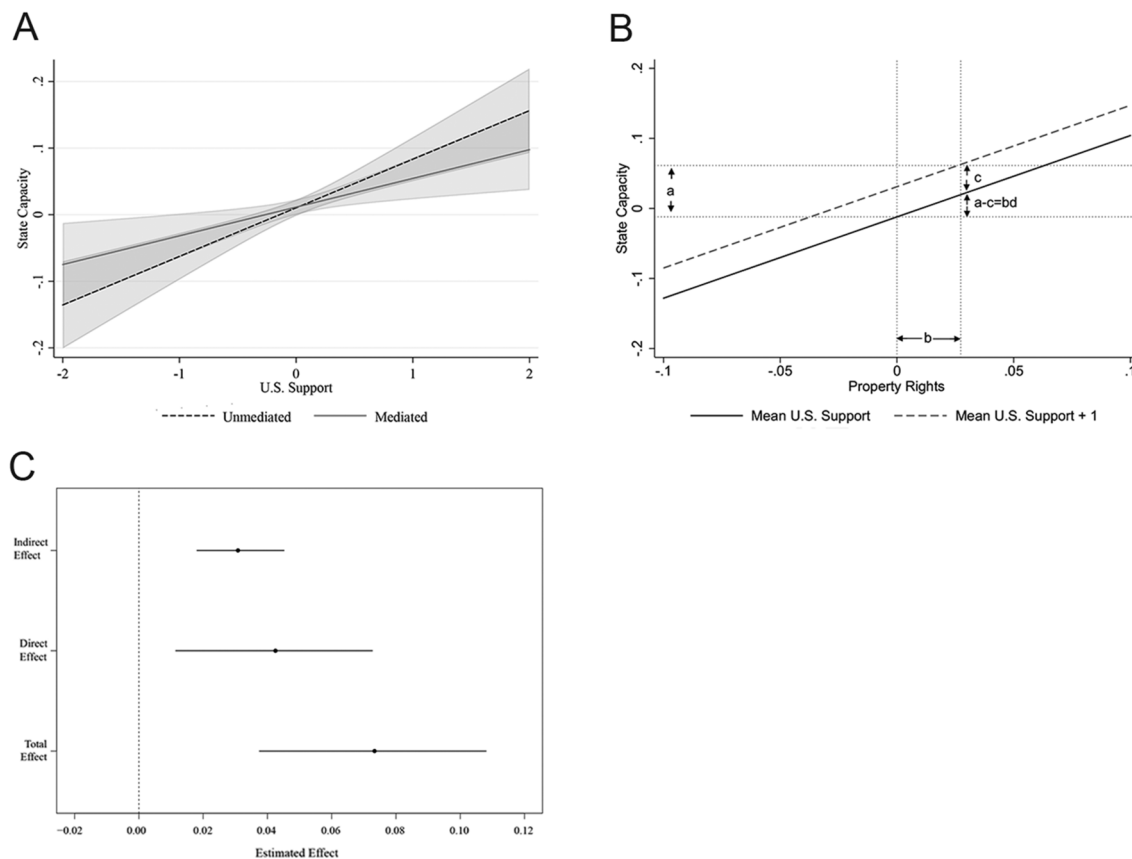 A
State Capacity
.2
.1
0
-.1
-.2
-2
-1
0
1
2
U.S. Support
Unmediated
Mediated
B
State Capacity
.2
.1
0
-.1
-.2
a
c
a-c=bd
b
-.1
-.05
0
.05
.1
Property Rights
Mean U.S. Support
Mean U.S. Support + 1
C
Indirect
Effect
Direct
Effect
Total
Effect
−0.02
0.00
0.02
0.04
0.06
0.08
0.10
0.12
Estimated Effect